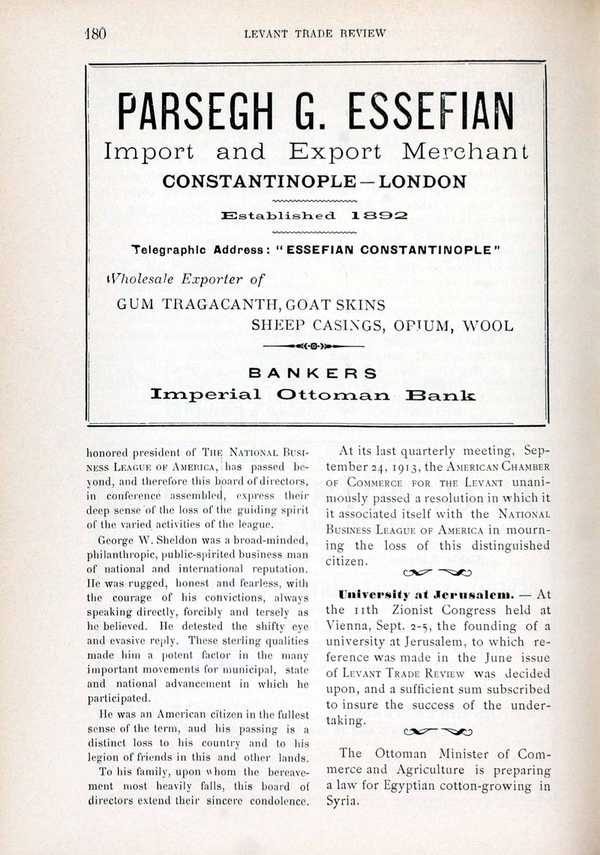 180
LEVANT TRADE REVIEW
PARSEGH G. ESSEFIAN
Import and Export Merchant
CONSTANTINOPLE—LONDON
Established 1892
Telegraphic Address: "ESSEFIAN CONSTANTINOPLE"
Wholesale Exporter of
GUM TRAGACANTH, GOAT SKINS
SHEEP CASINGS, OPIUM, WOOL
BANKERS
Imperial Ottoman Bank
honored president of THE NATIONAL BUSI-
NESS LEAGUE OF AMERICA, has passed be-
yond, and therefore this board of directors,
in conference assembled, express their
deep sense of the loss of the guiding spirit
of the varied activities of the league.
George W. Sheldon was a broad-minded,
philanthropic, public-spirited business man
of national and international reputation.
He was rugged, honest and fearless, with
the courage of his convictions, always
speaking directly, forcibly and tersely as
he believed. He detested the shifty eye
and evasive reply. These sterling qualities
made him a potent factor in the many
important movements for municipal, state
and national advancement in which he
participated.
He was an American citizen in the fullest
sense of the term, and his passing is a
distinct loss to his country and to his
legion of friends in this and other lands.
To his family, upon whom the bereave-
ment most heavily falls, this board of
directors extend their sincere condolence.
At its last quarterly meeting, Sep-
tember 24, 1913, the AMERICAN CHAMBER
OF COMMERCE FOR THE LEVANT unani-
mously passed a resolution in which it
it associated itself with the NATIONAL
BUSINESS LEAGUE OF AMERICA in mourn-
ing the loss of this distinguished
citizen.
University at Jerusalem. — At
the 11th Zionist Congress held at
Vienna, Sept. 2-5, the founding of a
university at Jerusalem, to which re-
ference was made in the June issue
of LEVANT TRADE REVIEW was decided
upon, and a sufficient sum subscribed
to insure the success of the under-
taking.
The Ottoman Minister of Com-
merce and Agriculture is preparing
a law for Egyptian cotton-growing in
Syria.